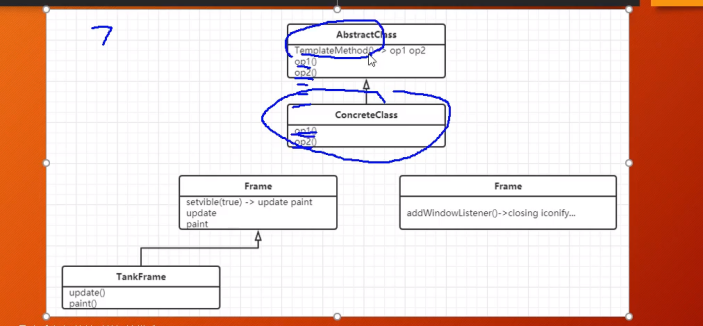 AbstractClass
TemplateMethod() -> op1 op2
op1()
op2()
ConcreteClass
op1()
op2()
Frame
setvible(true) -> update paint
update
paint
Frame
addWindowListener()->closing iconify...
TankFrame
update()
paint()